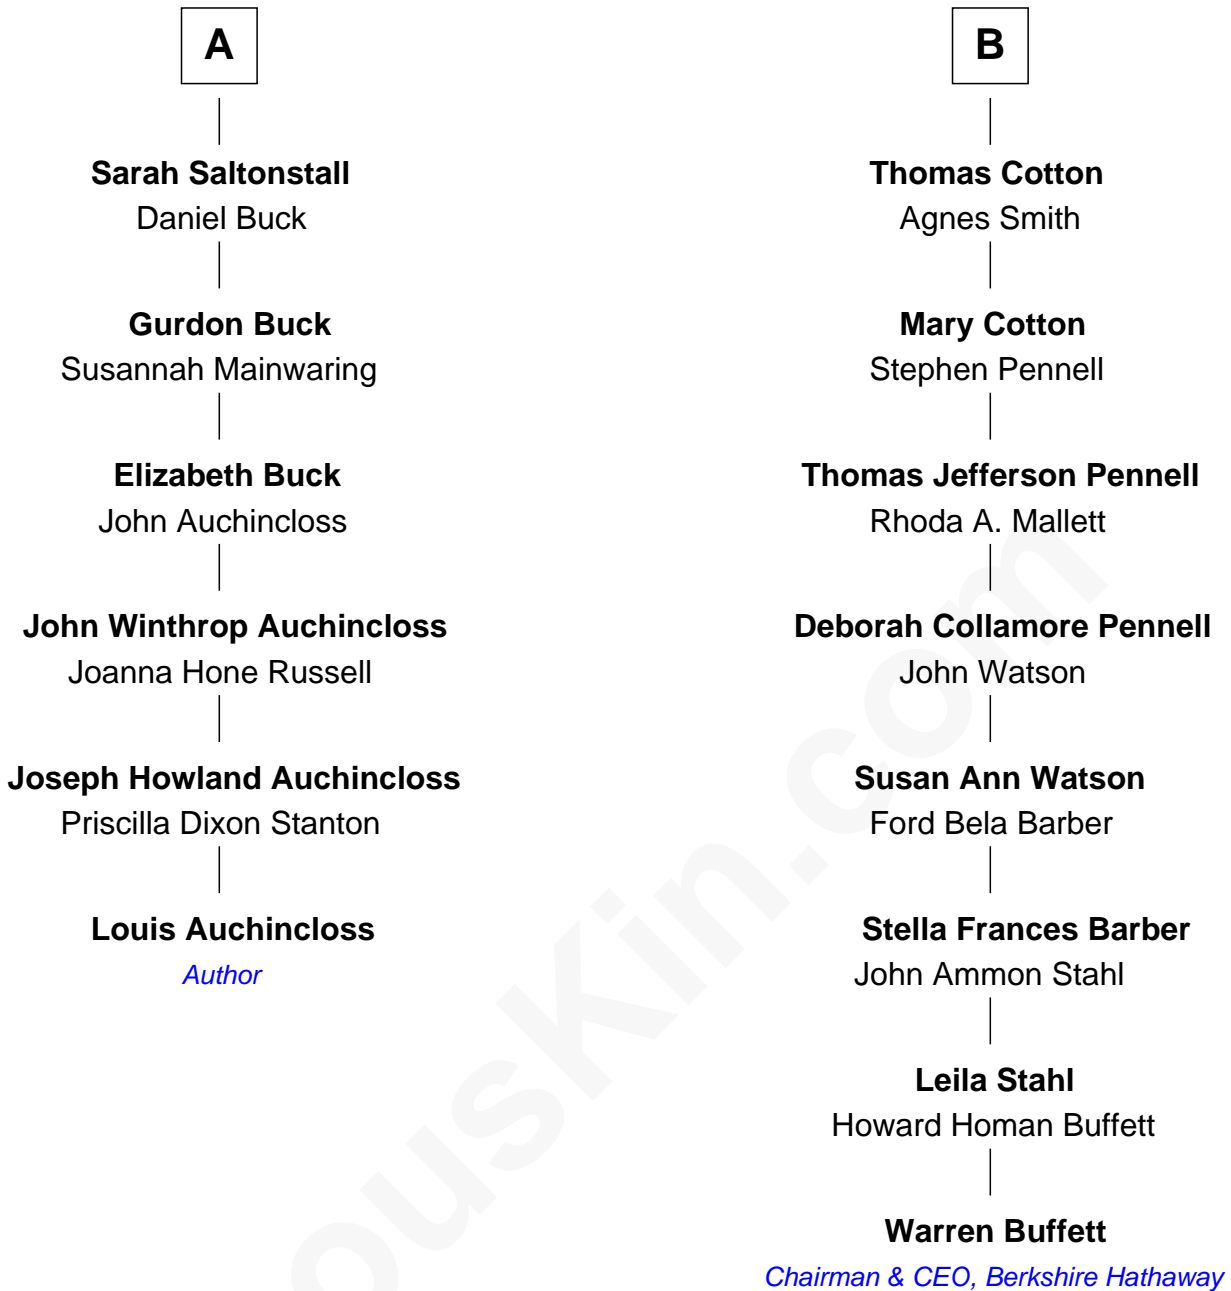 A
Sarah Saltonstall
Daniel Buck
Gurdon Buck
Susannah Mainwaring
Elizabeth Buck
John Auchincloss
John Winthrop Auchincloss
Joanna Hone Russell
Joseph Howland Auchincloss
Priscilla Dixon Stanton
Louis Auchincloss
Author
B
Thomas Cotton
Agnes Smith
Mary Cotton
Stephen Pennell
Thomas Jefferson Pennell
Rhoda A. Mallett
Deborah Collamore Pennell
John Watson
Susan Ann Watson
Ford Bela Barber
Stella Frances Barber
John Ammon Stahl
Leila Stahl
Howard Homan Buffett
Warren Buffett
Chairman & CEO, Berkshire Hathaway
ousKin.com